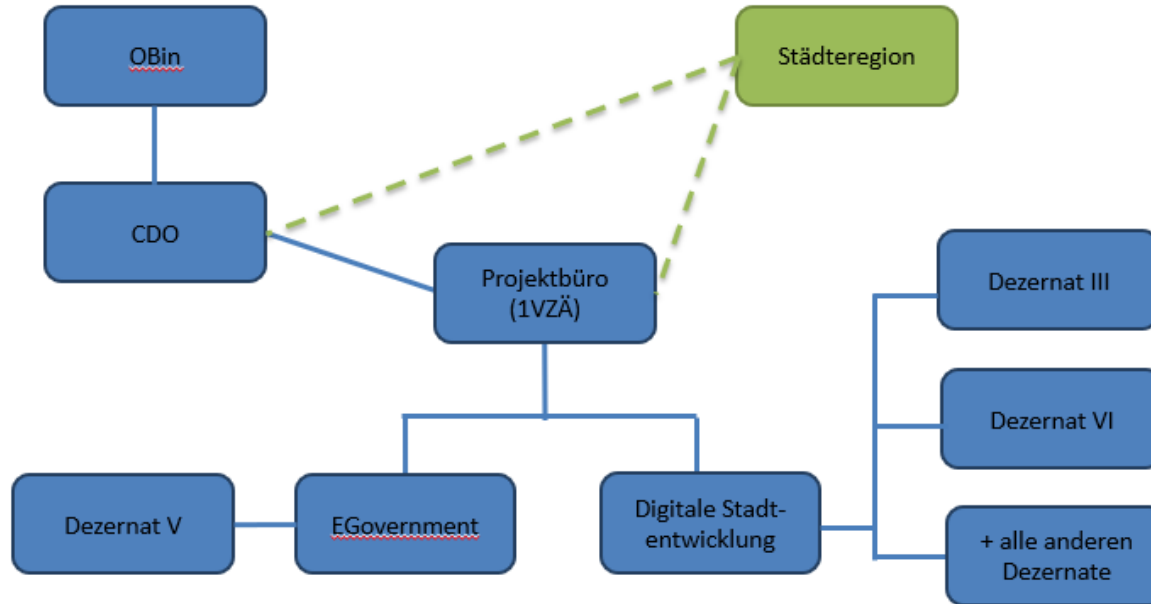 OBin
Städteregion
CDO
Projektbüro
(1VZÄ)
Dezernat III
Dezernat VI
Dezernat V
EGovernment
Digitale Stadt-
entwicklung
+ alle anderen
Dezernate